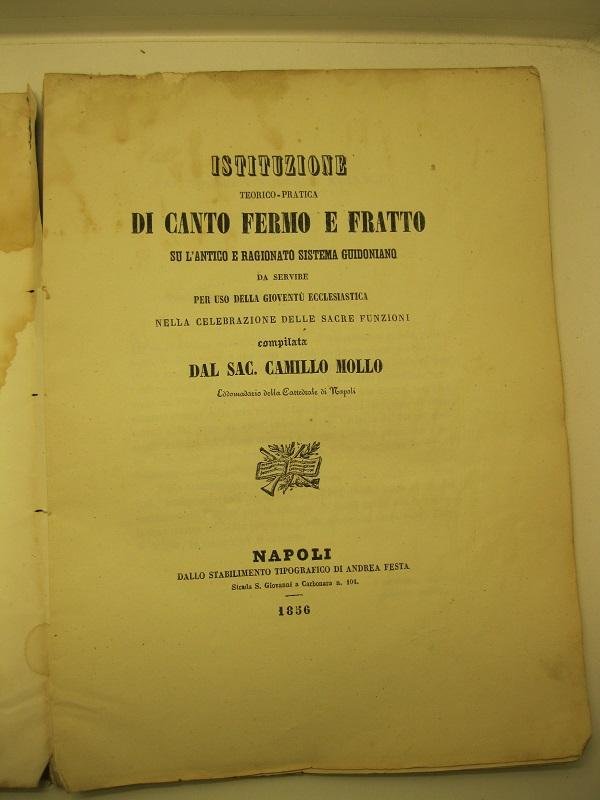 ISTITUZIONE
TEORICO-PRATICA
DI CANTO FERMO E FRATTO
SU L'ANTICO E RAGIONATO SISTEMA GUIDONIANO
DA SERVIRE
PER USO DELLA GIOVENTÙ ECCLESIASTICA
NELLA CELEBRAZIONE DELLE SACRE FUNZIONI
compilata
DAL SAC. CAMILLO MOLLO
Eddomadario della Cattedrale di Napoli
NAPOLI
DALLO STABILIMENTO TIPOGRAFICO DI ANDREA FESTA
Strada S. Giovanni a Carbonara n. 104.
1856